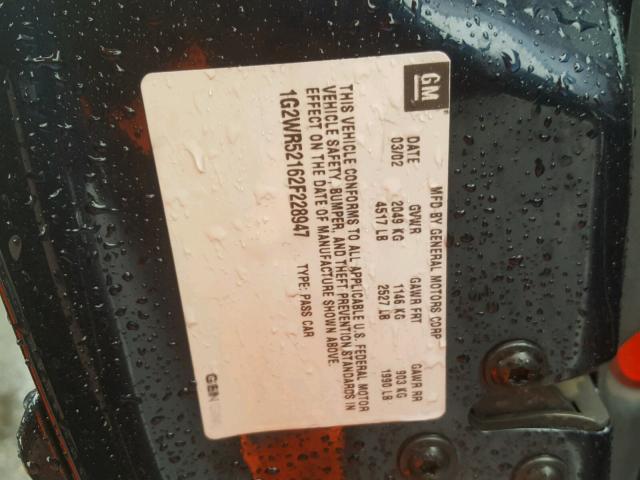 GM
MFD BY GENERAL MOTORS CORP
DATE GVWR GAWR FRT GAWR RR
03/02 2049 KG 1146 KG 903 KG
4517 LB 2527 LB 1990 LB
THIS VEHICLE CONFORMS TO ALL APPLICABLE U.S. FEDERAL MOTOR
VEHICLE SAFETY, BUMPER, AND THEFT PREVENTION STANDARDS IN
EFFECT ON THE DATE OF MANUFACTURE SHOWN ABOVE.
1G2WR52162F228947 TYPE: PASS CAR